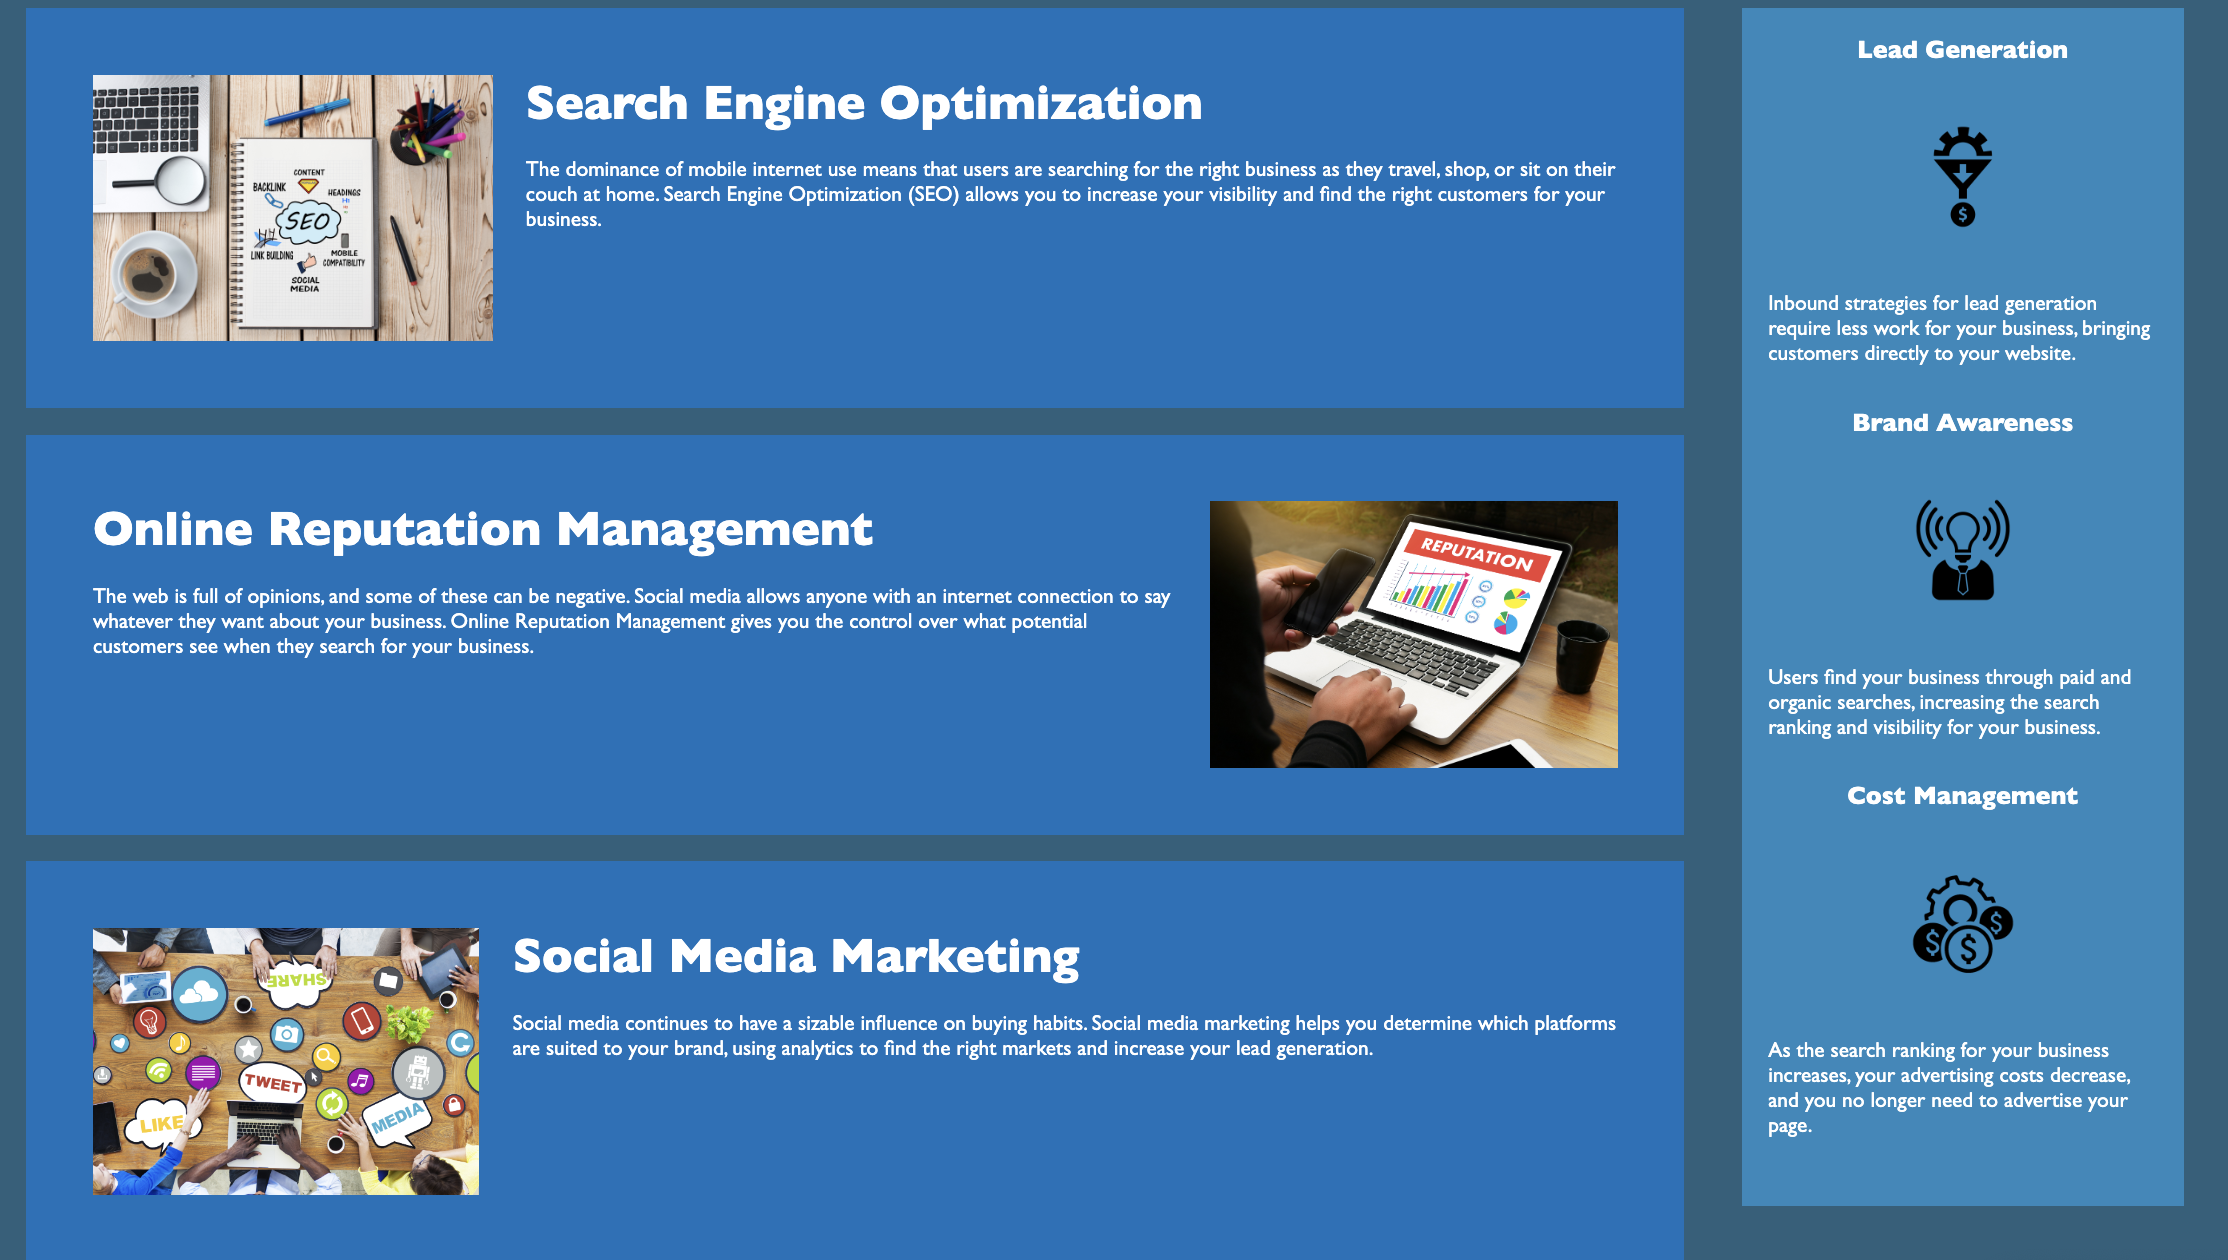 Search Engine Optimization
The dominance of mobile internet use means that users are searching for the right business as they travel, shop, or sit on their
couch at home. Search Engine Optimization (SEO) allows you to increase your visibility and find the right customers for your
business.
CONTENT
BACKLINK
HEADINGS
H1
SEO
LINK BUILDING
MOBILE
COMPATIBILITY
SOCIAL
MEDIA
Online Reputation Management
The web is full of opinions, and some of these can be negative. Social media allows anyone with an internet connection to say
whatever they want about your business. Online Reputation Management gives you the control over what potential
customers see when they search for your business.
REPUTATION
Social Media Marketing
Social media continues to have a sizable influence on buying habits. Social media marketing helps you determine which platforms
are suited to your brand, using analytics to find the right markets and increase your lead generation.
SHARE
TWEET
LIKE
MEDIA
Lead Generation
$
Inbound strategies for lead generation
require less work for your business, bringing
customers directly to your website.
Brand Awareness
Users find your business through paid and
organic searches, increasing the search
ranking and visibility for your business.
Cost Management
$ $ $
As the search ranking for your business
increases, your advertising costs decrease,
and you no longer need to advertise your
page.